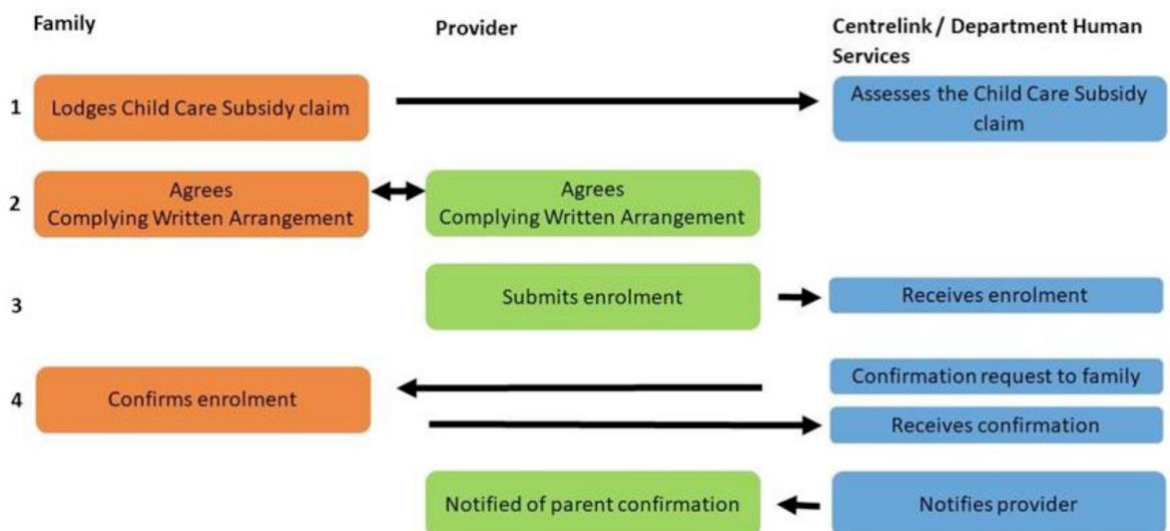 Family
Provider
Centrelink / Department Human
Services
1
Lodges Child Care Subsidy claim
Assesses the Child Care Subsidy
claim
2
Agrees
Complying Written Arrangement
Agrees
Complying Written Arrangement
3
Submits enrolment
Receives enrolment
4
Confirms enrolment
Confirmation request to family
Receives confirmation
Notified of parent confirmation
Notifies provider